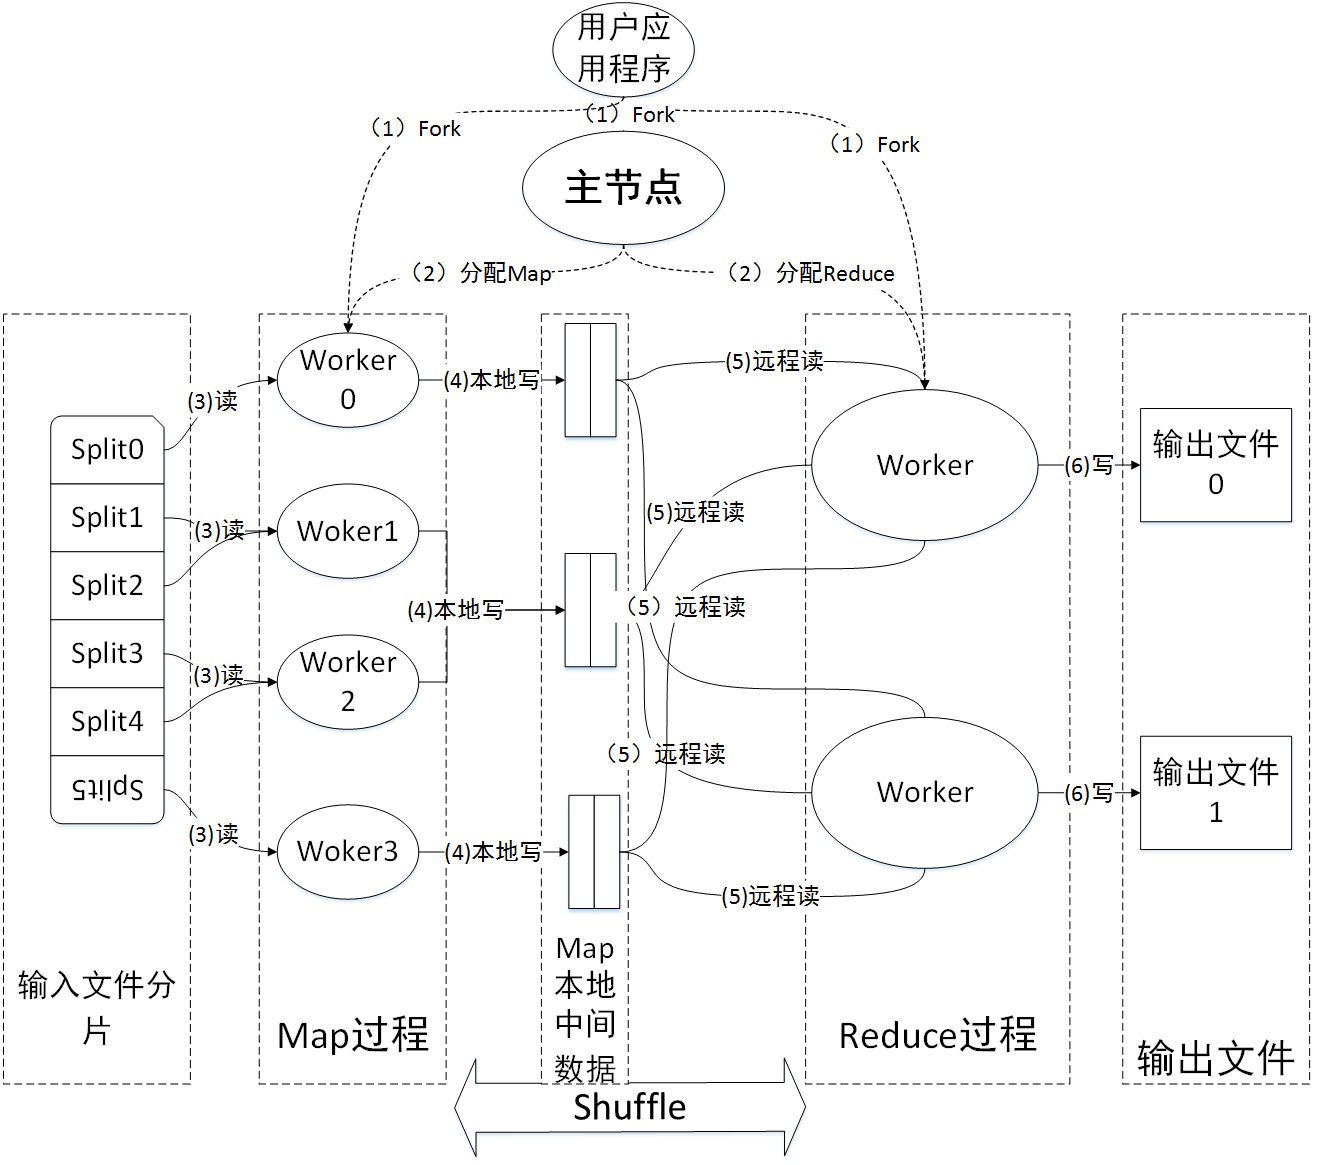 用户应
用程序
（1）Fork
（1）Fork
（1）Fork
主节点
（2）分配Map
（2）分配Reduce
Worker
0
(4)本地写
(5)远程读
(3)读
Split0
Worker
(6)写
输出文件
0
Split1
(3)读
Woker1
(5)远程读
Split2
(4)本地写
（5）远程读
Split3
(3)读
Worker
2
Split4
（5）远程读
Split5
Worker
(6)写
输出文件
1
(3)读
Woker3
(4)本地写
(5)远程读
输入文件分
片
Map过程
Map
本地
中间
数据
Reduce过程
输出文件
Shuffle